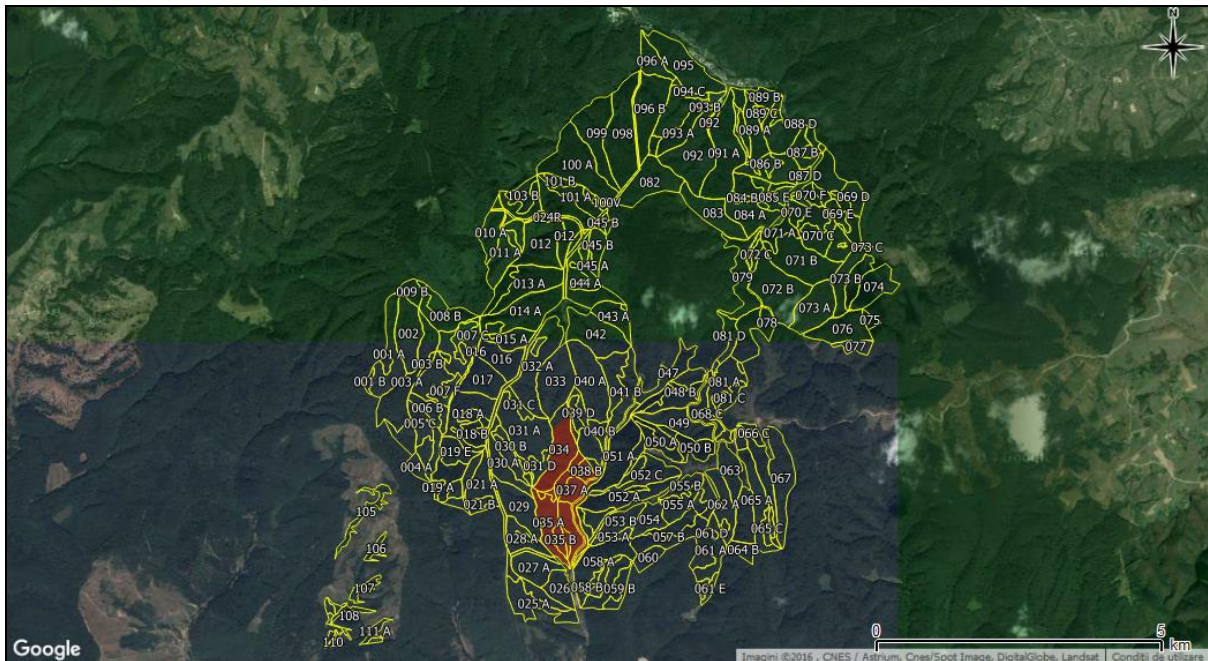 N
096 A
095
094 C
089 B
096 B
093 B
089 C
092
099
098
093 A
089 A
088 D
100 A
092
091 A
086 B
087 B
101 B
082
087 D
103 B
101 A
100V
084 B
085 E
070 F
069 D
024R
045 B
083
084 A
070 E
069 E
010 A
012
012
045 B
071 A
070 C
011 A
072 C
073 C
045 A
071 B
013 A
044 A
079
073 B
009 B
072 B
074
014 A
043 A
073 A
008 B
078
075
002
007 C
015 A
042
081 D
076
001 A
016
016
077
003 B
032 A
047
001 B
003 A
017
033
040 A
081 A
007 F
041 B
048 B
081 C
006 B
018 A
031 C
039 D
068 C
005 C
049
018 B
031 A
040 B
066 C
030 B
034
050 A
050 B
019 E
051 A
004 A
030 A
031 D
038 B
063
067
052 C
019 A
021 A
037 A
055 B
052 A
021 B
029
055 A
062 A
065 A
105
035 A
053 B
054
065 C
028 A
035 B
053 A
057 B
061 D
106
061 A
064 B
027 A
058 A
060
107
026
058 B
059 B
061 E
025 A
108
111 A
110
0
5
km
Google
Imagini ©2016 , CNES / Astrium, Cnes/Spot Image, DigitalGlobe, Landsat
Condiții de utilizare